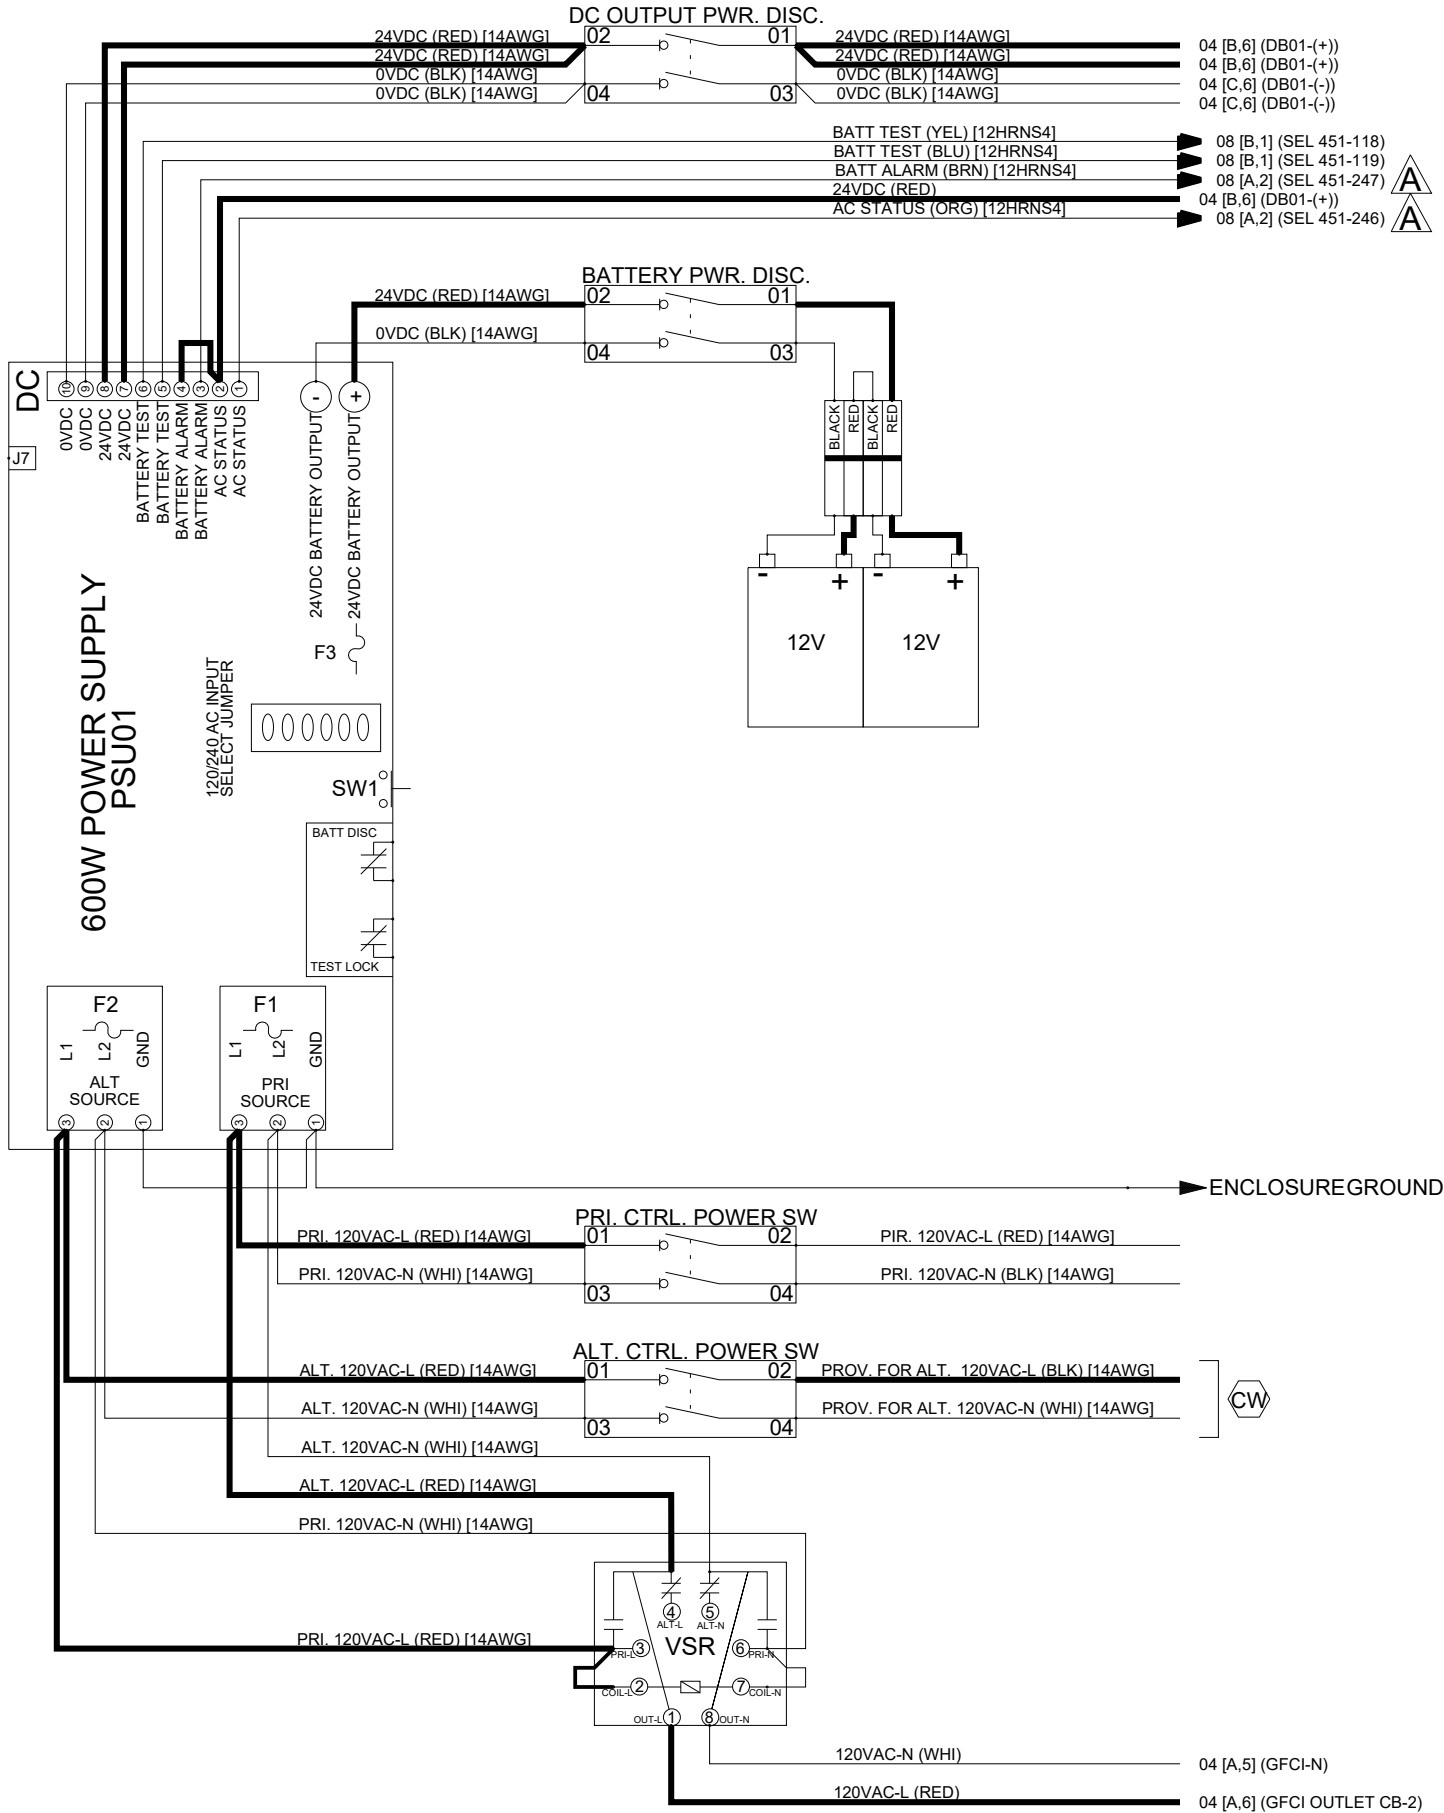 DC OUTPUT PWR. DISC.
24VDC (RED) [14AWG] 02 01 24VDC (RED) [14AWG] 04 [B,6] (DB01-(+))
24VDC (RED) [14AWG] 24VDC (RED) [14AWG] 04 [B,6] (DB01-(+))
0VDC (BLK) [14AWG] 0VDC (BLK) [14AWG] 04 [C,6] (DB01-(-))
0VDC (BLK) [14AWG] 04 03 0VDC (BLK) [14AWG] 04 [C,6] (DB01-(-))
BATT TEST (YEL) [12HRNS4] 08 [B,1] (SEL 451-118)
BATT TEST (BLU) [12HRNS4] 08 [B,1] (SEL 451-119)
BATT ALARM (BRN) [12HRNS4] 08 [A,2] (SEL 451-247) A
24VDC (RED) 04 [B,6] (DB01-(+))
AC STATUS (ORG) [12HRNS4] 08 [A,2] (SEL 451-246) A
BATTERY PWR. DISC.
24VDC (RED) [14AWG] 02 01
0VDC (BLK) [14AWG] 04 03
DC
10 9 8 7 6 5 4 3 2 1 - +
0VDC
0VDC
24VDC
24VDC
BATTERY TEST
BATTERY TEST
BATTERY ALARM
BATTERY ALARM
AC STATUS
AC STATUS
24VDC BATTERY OUTPUT
24VDC BATTERY OUTPUT
BLACK
RED
BLACK
RED
J7
- + - +
12V 12V
F3
600W POWER SUPPLY
PSU01
120/240 AC INPUT
SELECT JUMPER
SW1
BATT DISC
TEST LOCK
F2
L1
L2
GND
ALT
SOURCE
3 2 1
F1
L1
L2
GND
PRI
SOURCE
3 2 1
ENCLOSURE GROUND
PRI. CTRL. POWER SW
PRI. 120VAC-L (RED) [14AWG] 01 02 PIR. 120VAC-L (RED) [14AWG]
PRI. 120VAC-N (WHI) [14AWG] 03 04 PRI. 120VAC-N (BLK) [14AWG]
ALT. CTRL. POWER SW
ALT. 120VAC-L (RED) [14AWG] 01 02 PROV. FOR ALT. 120VAC-L (BLK) [14AWG]
CW
ALT. 120VAC-N (WHI) [14AWG] 03 04 PROV. FOR ALT. 120VAC-N (WHI) [14AWG]
ALT. 120VAC-N (WHI) [14AWG]
ALT. 120VAC-L (RED) [14AWG]
PRI. 120VAC-N (WHI) [14AWG]
4 5
ALT-L ALT-N
PRI. 120VAC-L (RED) [14AWG] 3 VSR 6
PRI-L PRI-N
COIL-L 2 7 COIL-N
OUT-L 1 8 OUT-N
120VAC-N (WHI) 04 [A,5] (GFCI-N)
120VAC-L (RED) 04 [A,6] (GFCI OUTLET CB-2)